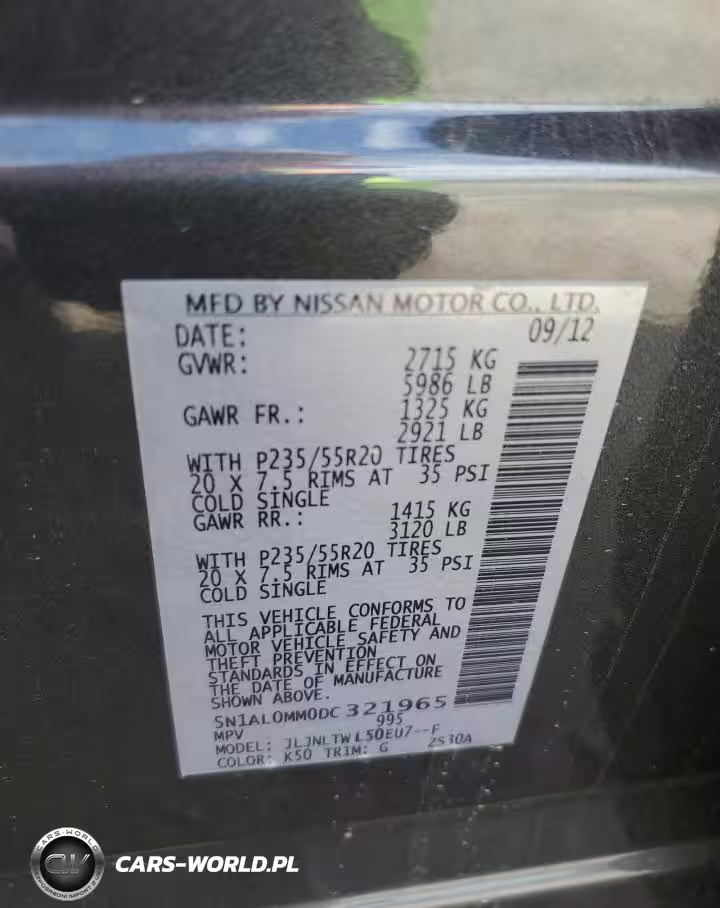 MFD BY NISSAN MOTOR CO., LTD.
DATE: 09/12
GVWR: 2715 KG
5986 LB
GAWR FR.: 1325 KG
2921 LB
WITH P235/55R20 TIRES
20 X 7.5 RIMS AT 35 PSI
COLD SINGLE
GAWR RR.: 1415 KG
3120 LB
WITH P235/55R20 TIRES
20 X 7.5 RIMS AT 35 PSI
COLD SINGLE
THIS VEHICLE CONFORMS TO
ALL APPLICABLE FEDERAL
MOTOR VEHICLE SAFETY AND
THEFT PREVENTION
STANDARDS IN EFFECT ON
THE DATE OF MANUFACTURE
SHOWN ABOVE.
5N1AL0MM0DC321965
MPV 995
MODEL: JLJNLTWL50EU7--F
COLOR: K50 TRIM: G ZS30A
CARS-WORLD
CARS-WORLD.PL